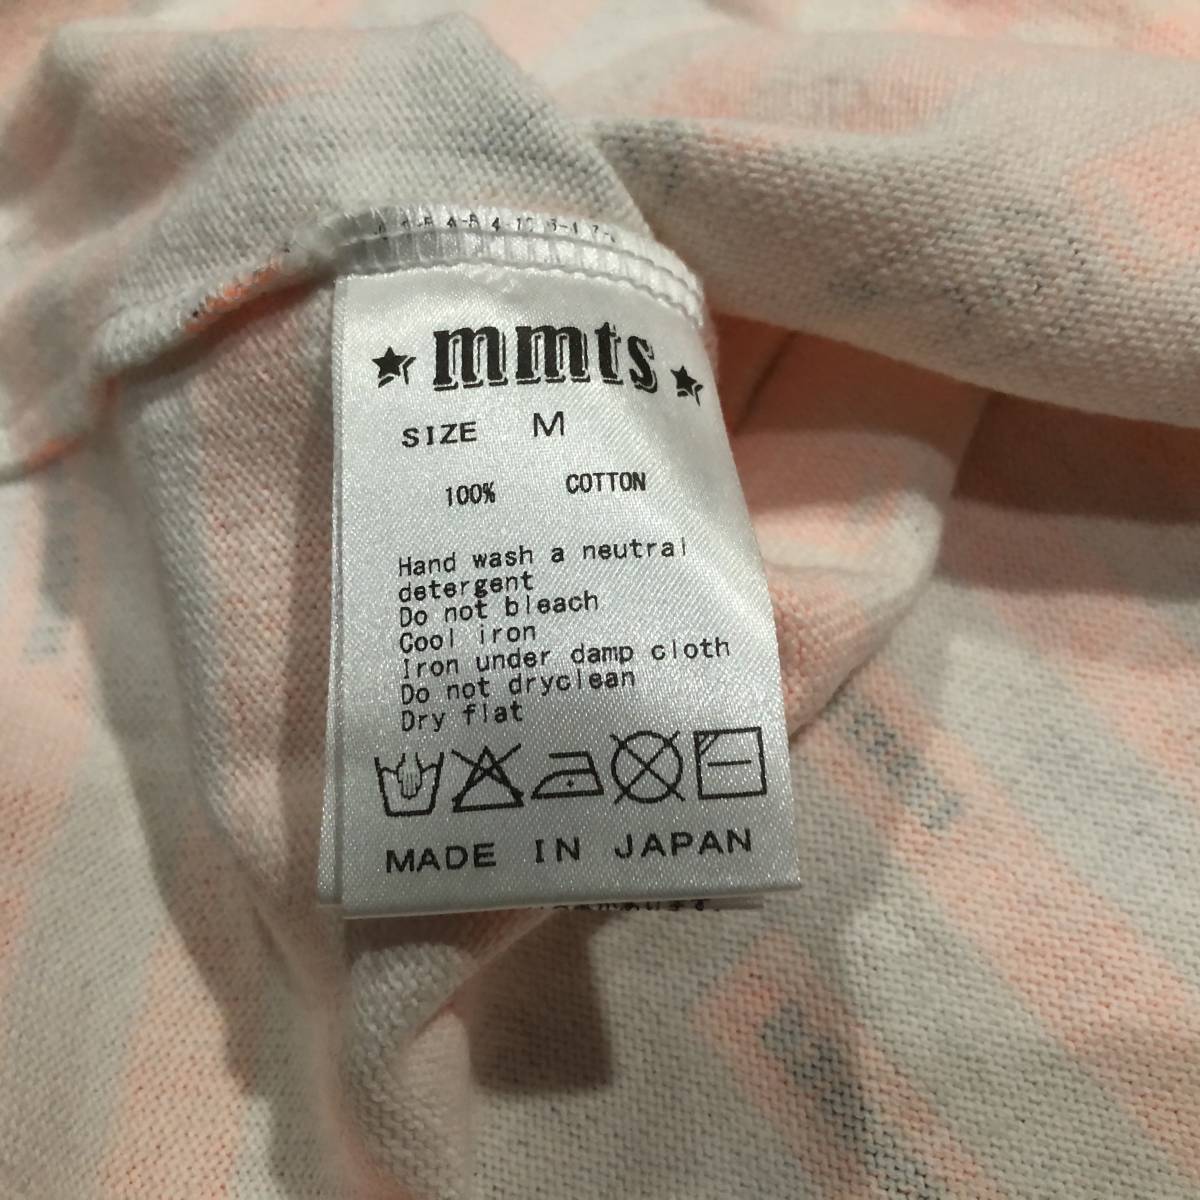 mmts
SIZE M
100% COTTON
Hand wash a neutral
detergent
Do not bleach
Cool iron
Iron under damp cloth
Do not dryclean
Dry flat
MADE IN JAPAN